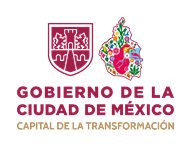 GOBIERNO DE LA
CIUDAD DE MÉXICO
CAPITAL DE LA TRANSFORMACIÓN